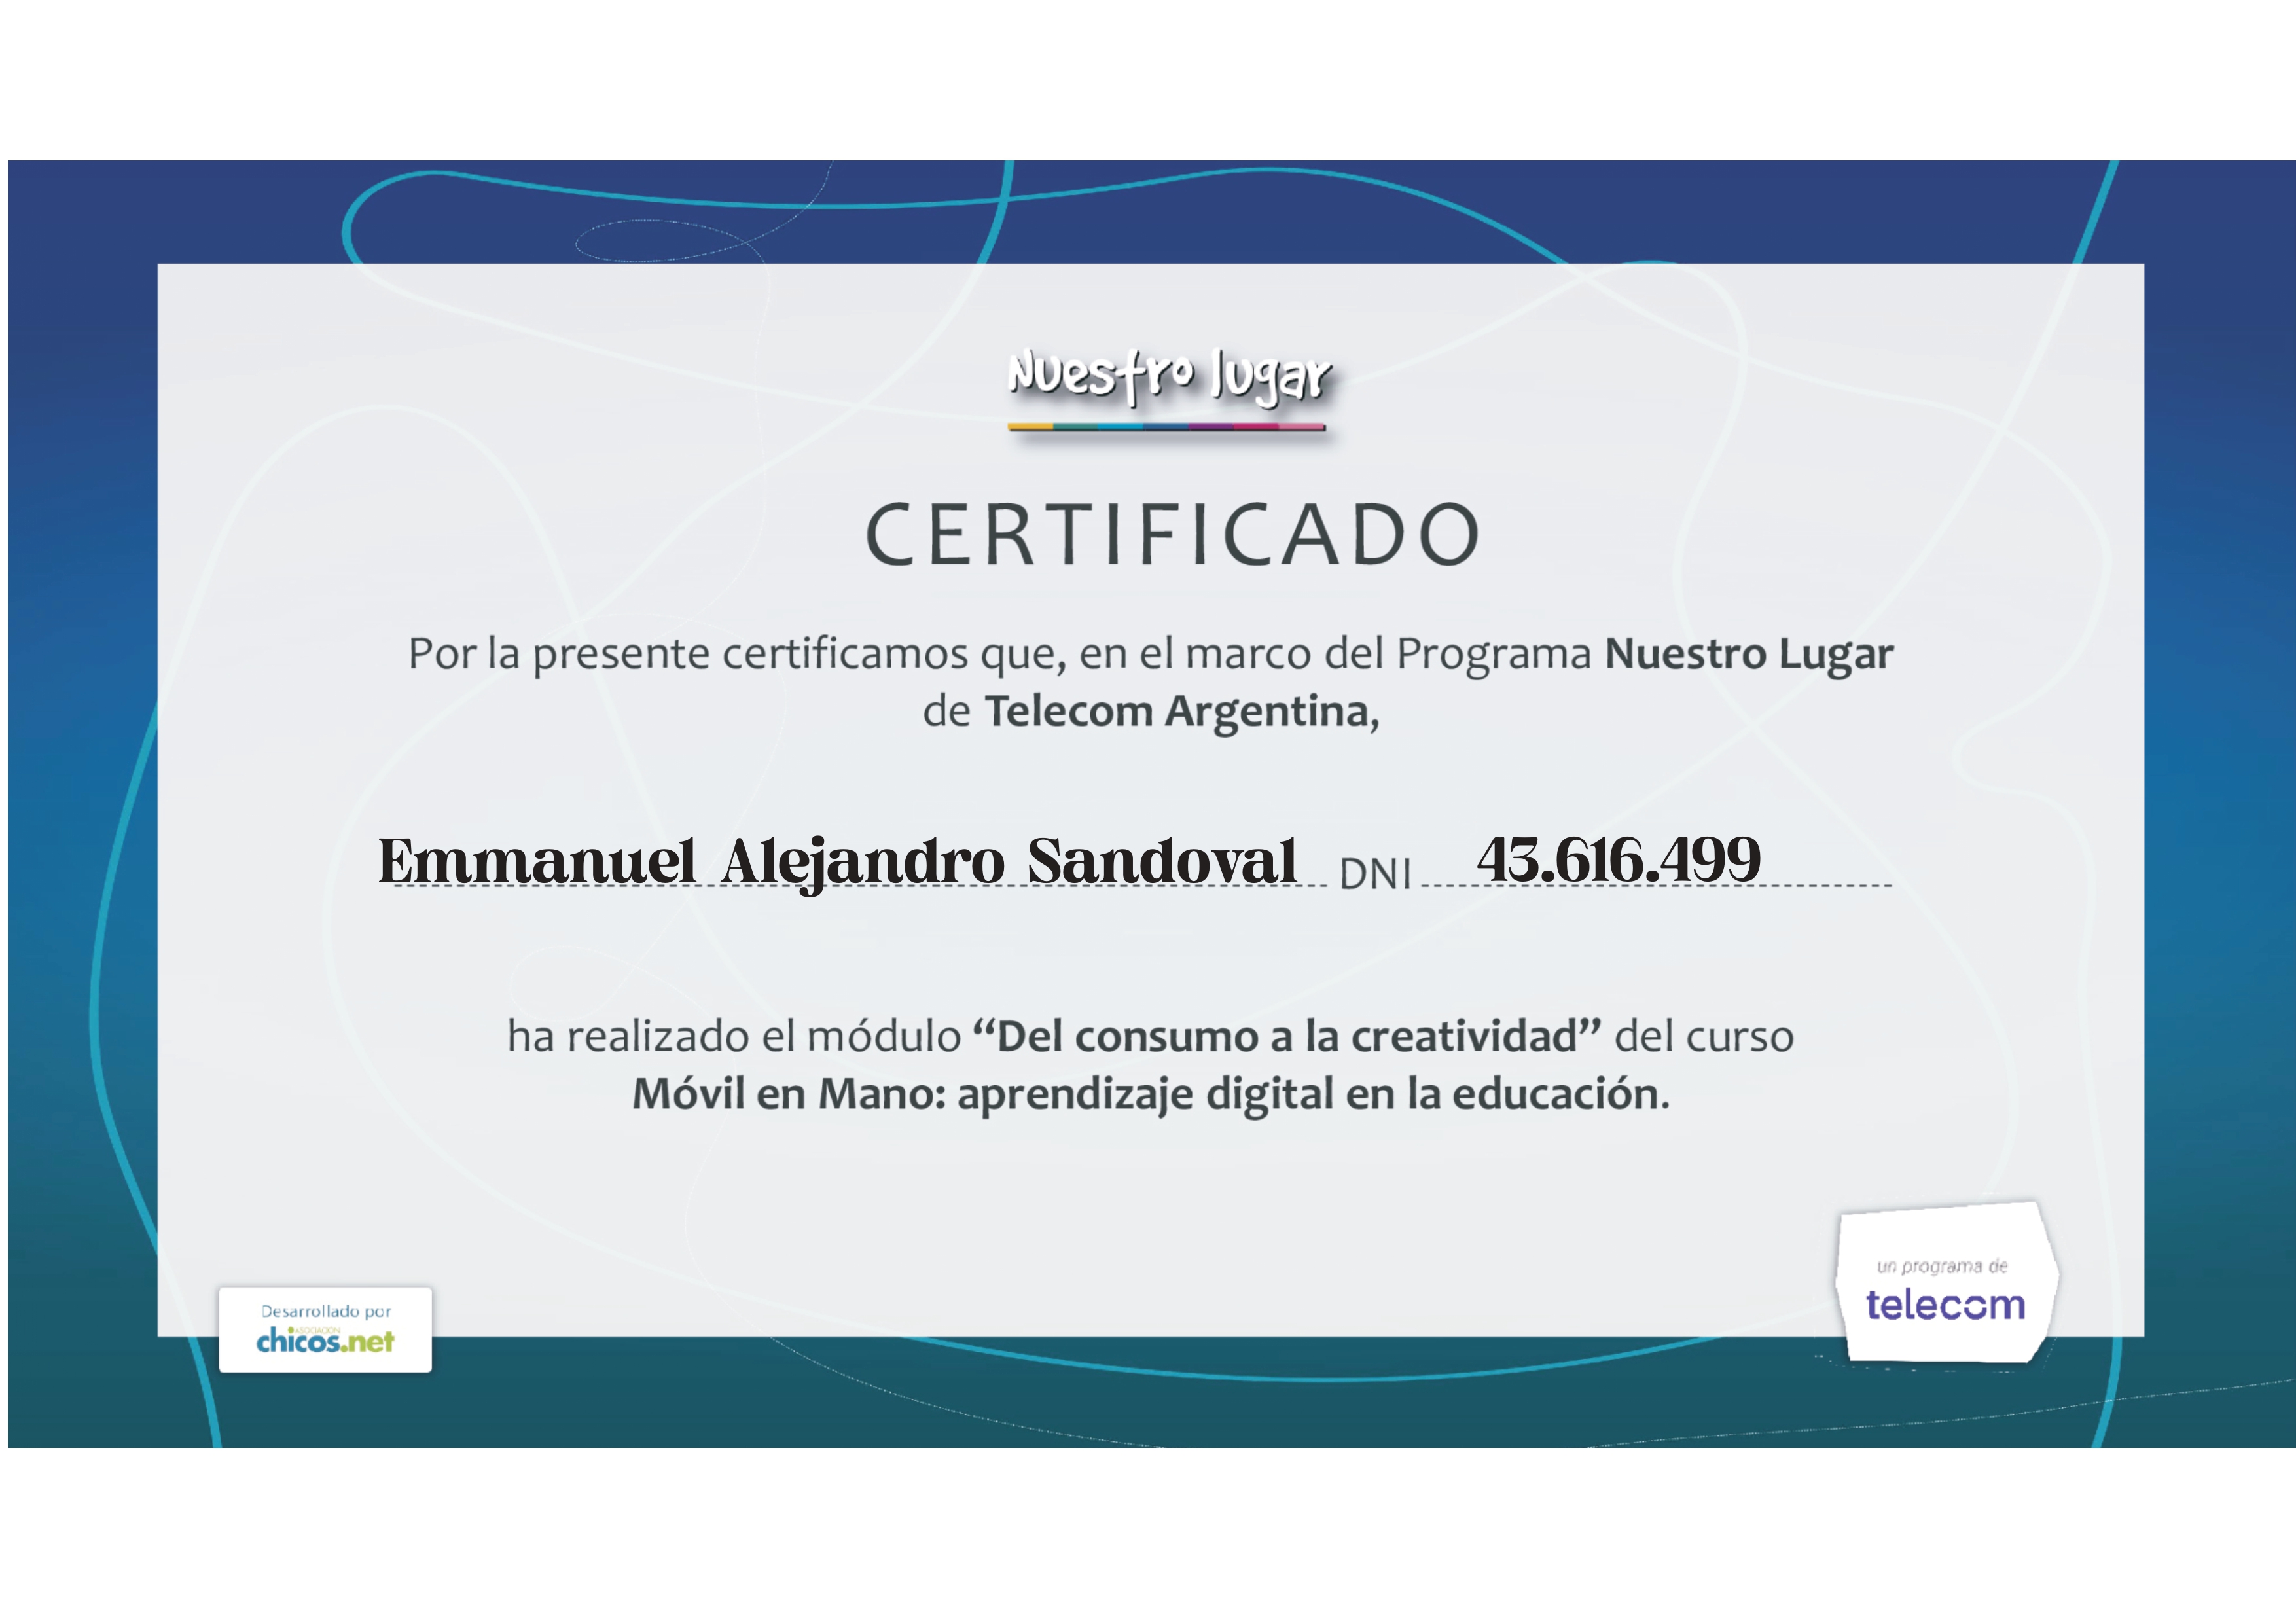 Nuestro lugar
CERTIFICADO
Por la presente certificamos que, en el marco del Programa Nuestro Lugar
de Telecom Argentina,
Emmanuel Alejandro Sandoval DNI 43.616.499
ha realizado el módulo “Del consumo a la creatividad” del curso
Móvil en Mano: aprendizaje digital en la educación.
Desarrollado por
ASOCIACIÓN
chicos.net
un programa de
telecom